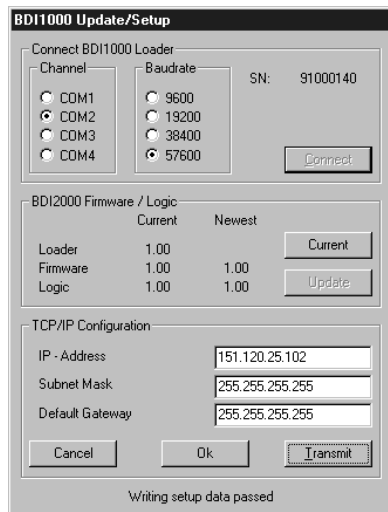 BDI1000 Update/Setup
Connect BDI1000 Loader
Channel
Baudrate
SN: 91000140
COM1
9600
COM2
19200
COM3
38400
COM4
57600
Connect
BDI2000 Firmware / Logic
Current Newest
Loader 1.00
Current
Firmware 1.00 1.00
Logic 1.00 1.00
Update
TCP/IP Configuration
IP - Address 151.120.25.102
Subnet Mask 255.255.255.255
Default Gateway 255.255.255.255
Cancel Ok Transmit
Writing setup data passed